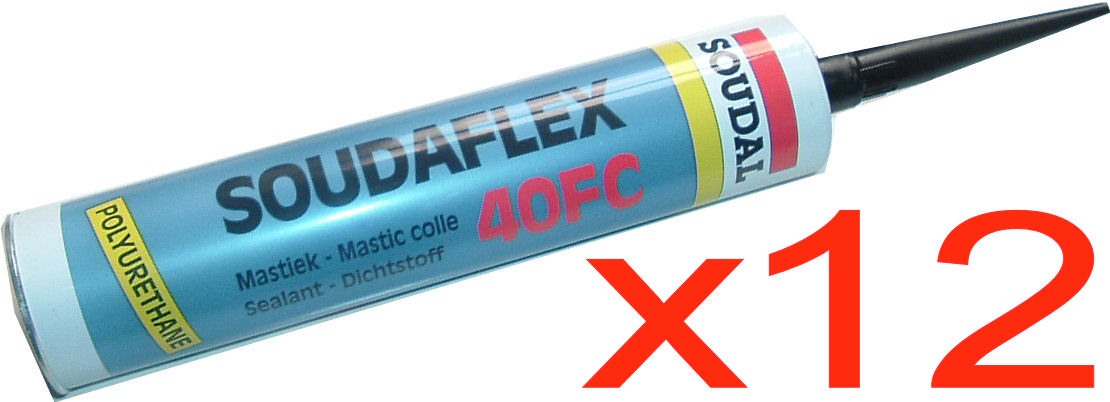 SOUDAL
SOUDAFLEX
40FC
Mastiek - Mastic colle
Sealant - Dichtstoff
POLYURETHANE
x12